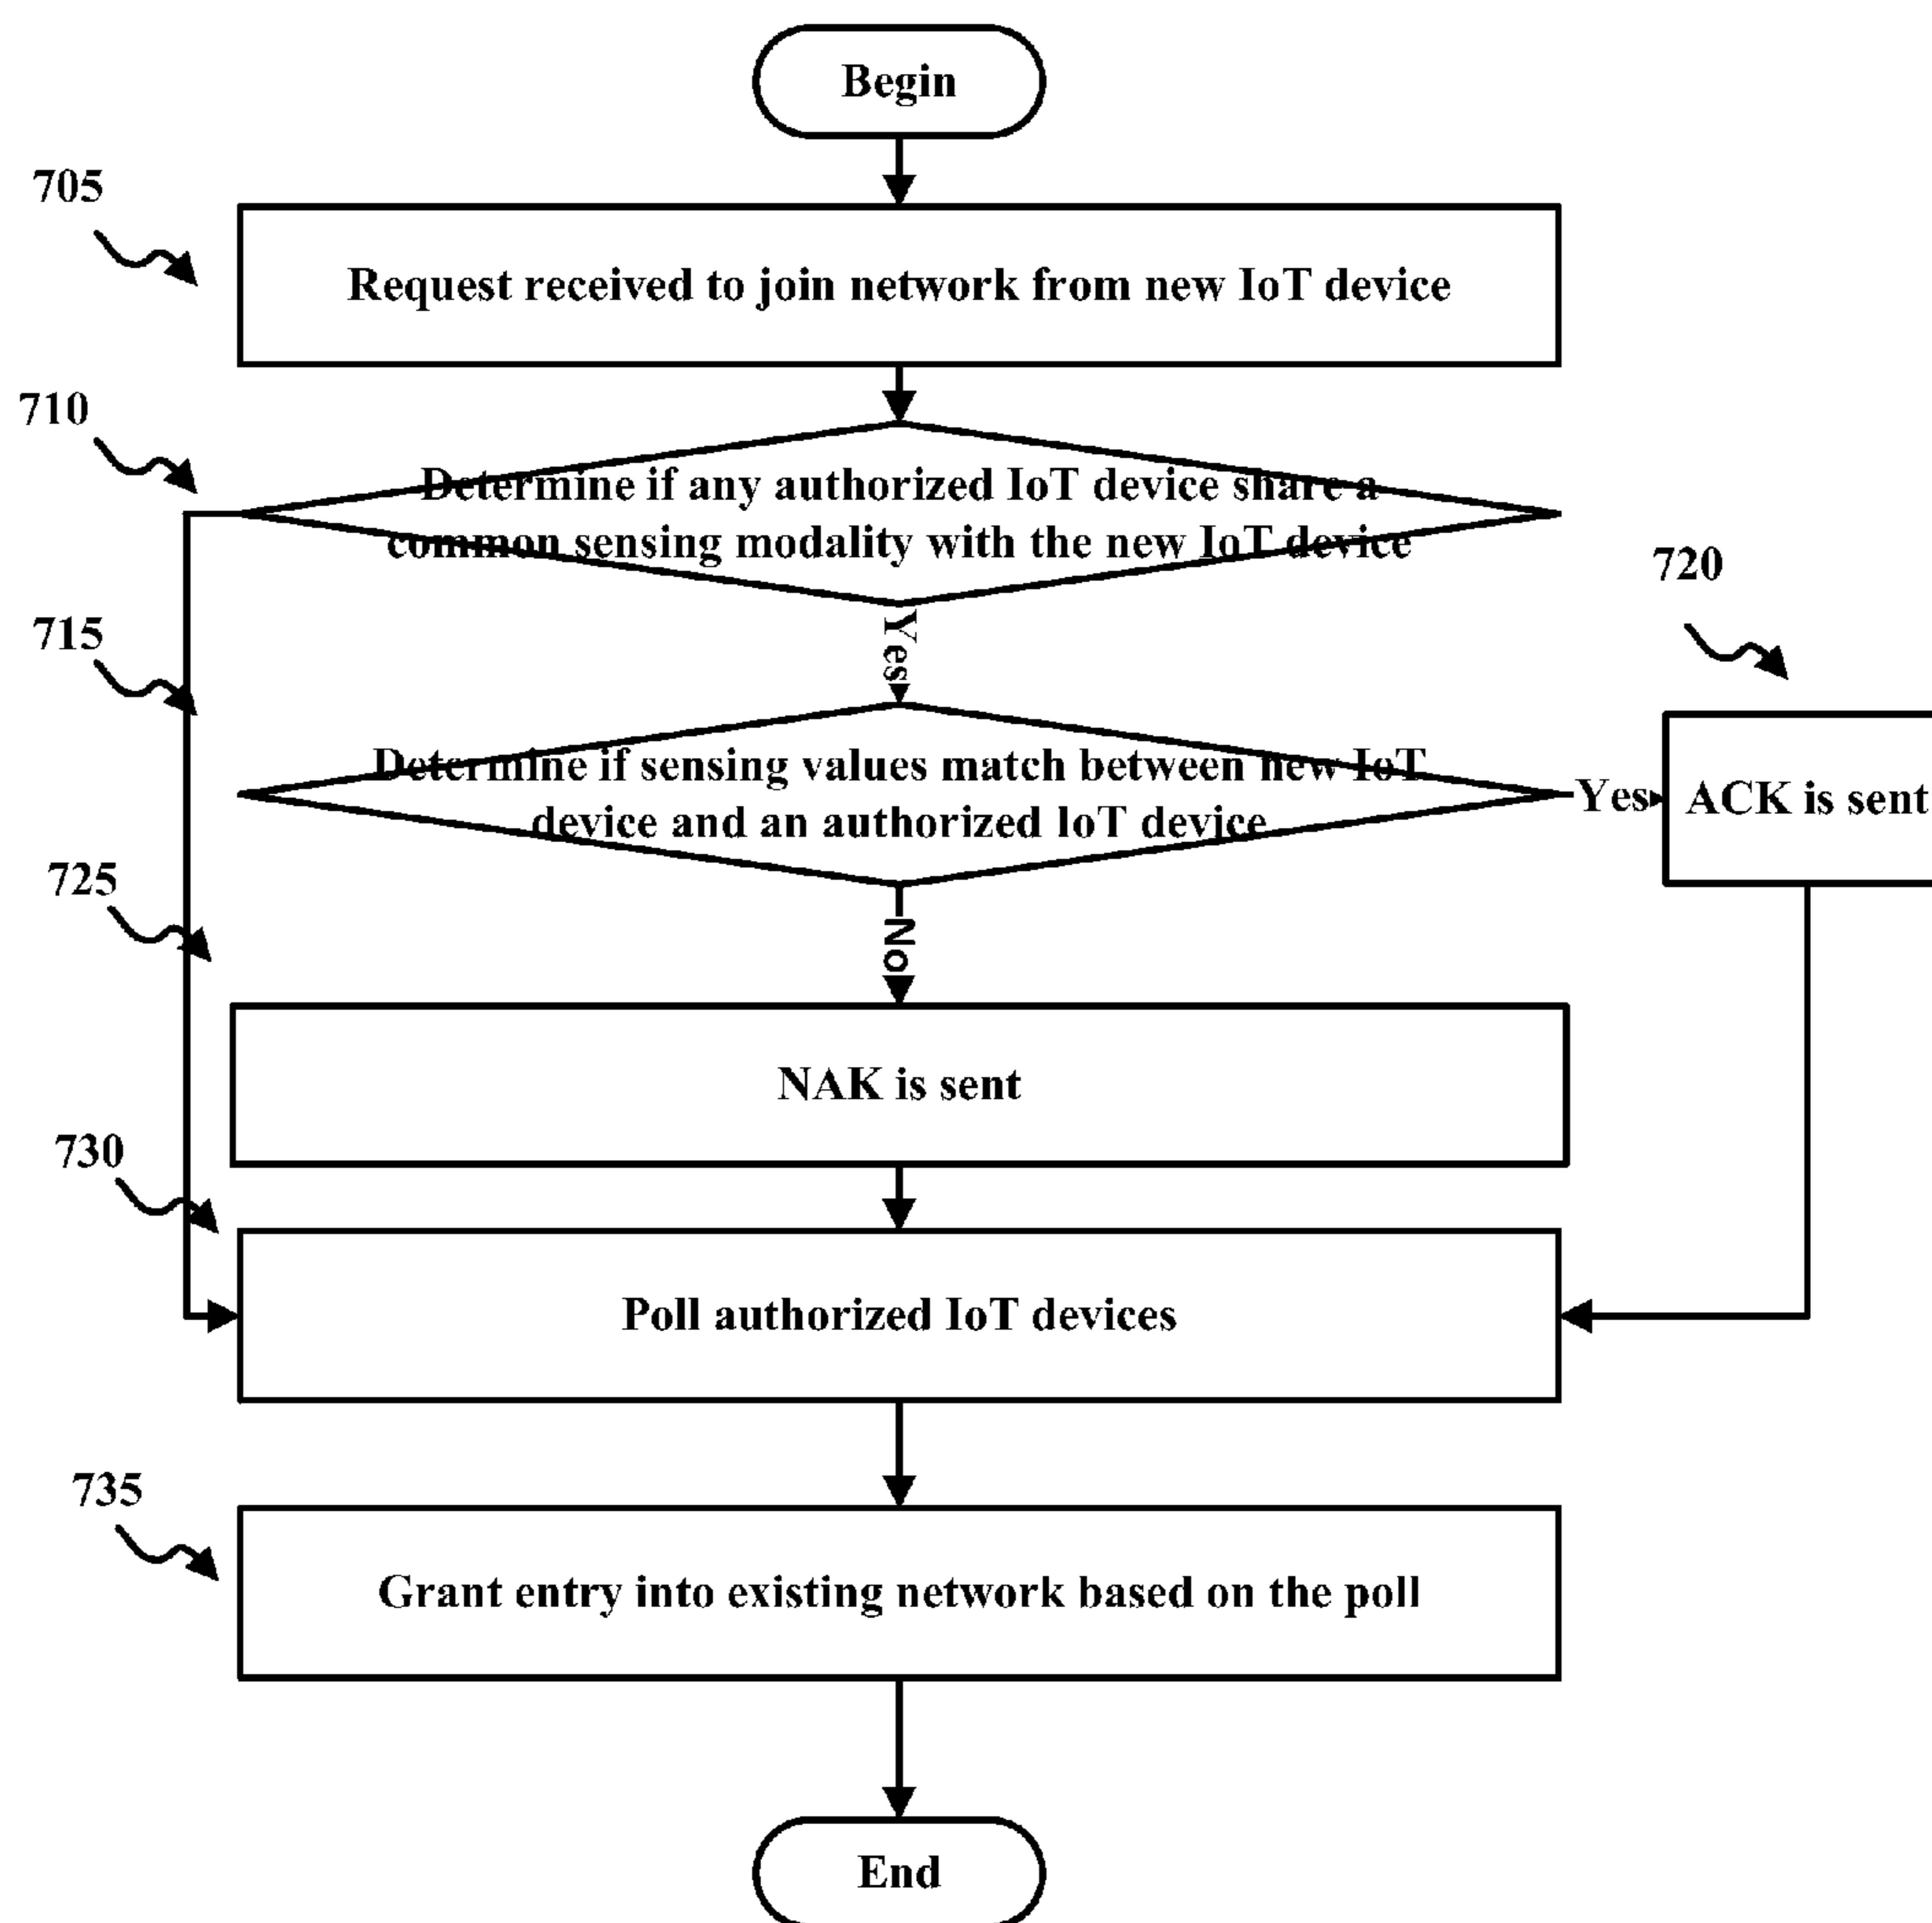 Begin
705
Request received to join network from new IoT device
710
Determine if any authorized IoT device share a
common sensing modality with the new IoT device
720
Yes
715
Determine if sensing values match between new IoT
device and an authorized IoT device
Yes
ACK is sent
725
No
NAK is sent
730
Poll authorized IoT devices
735
Grant entry into existing network based on the poll
End